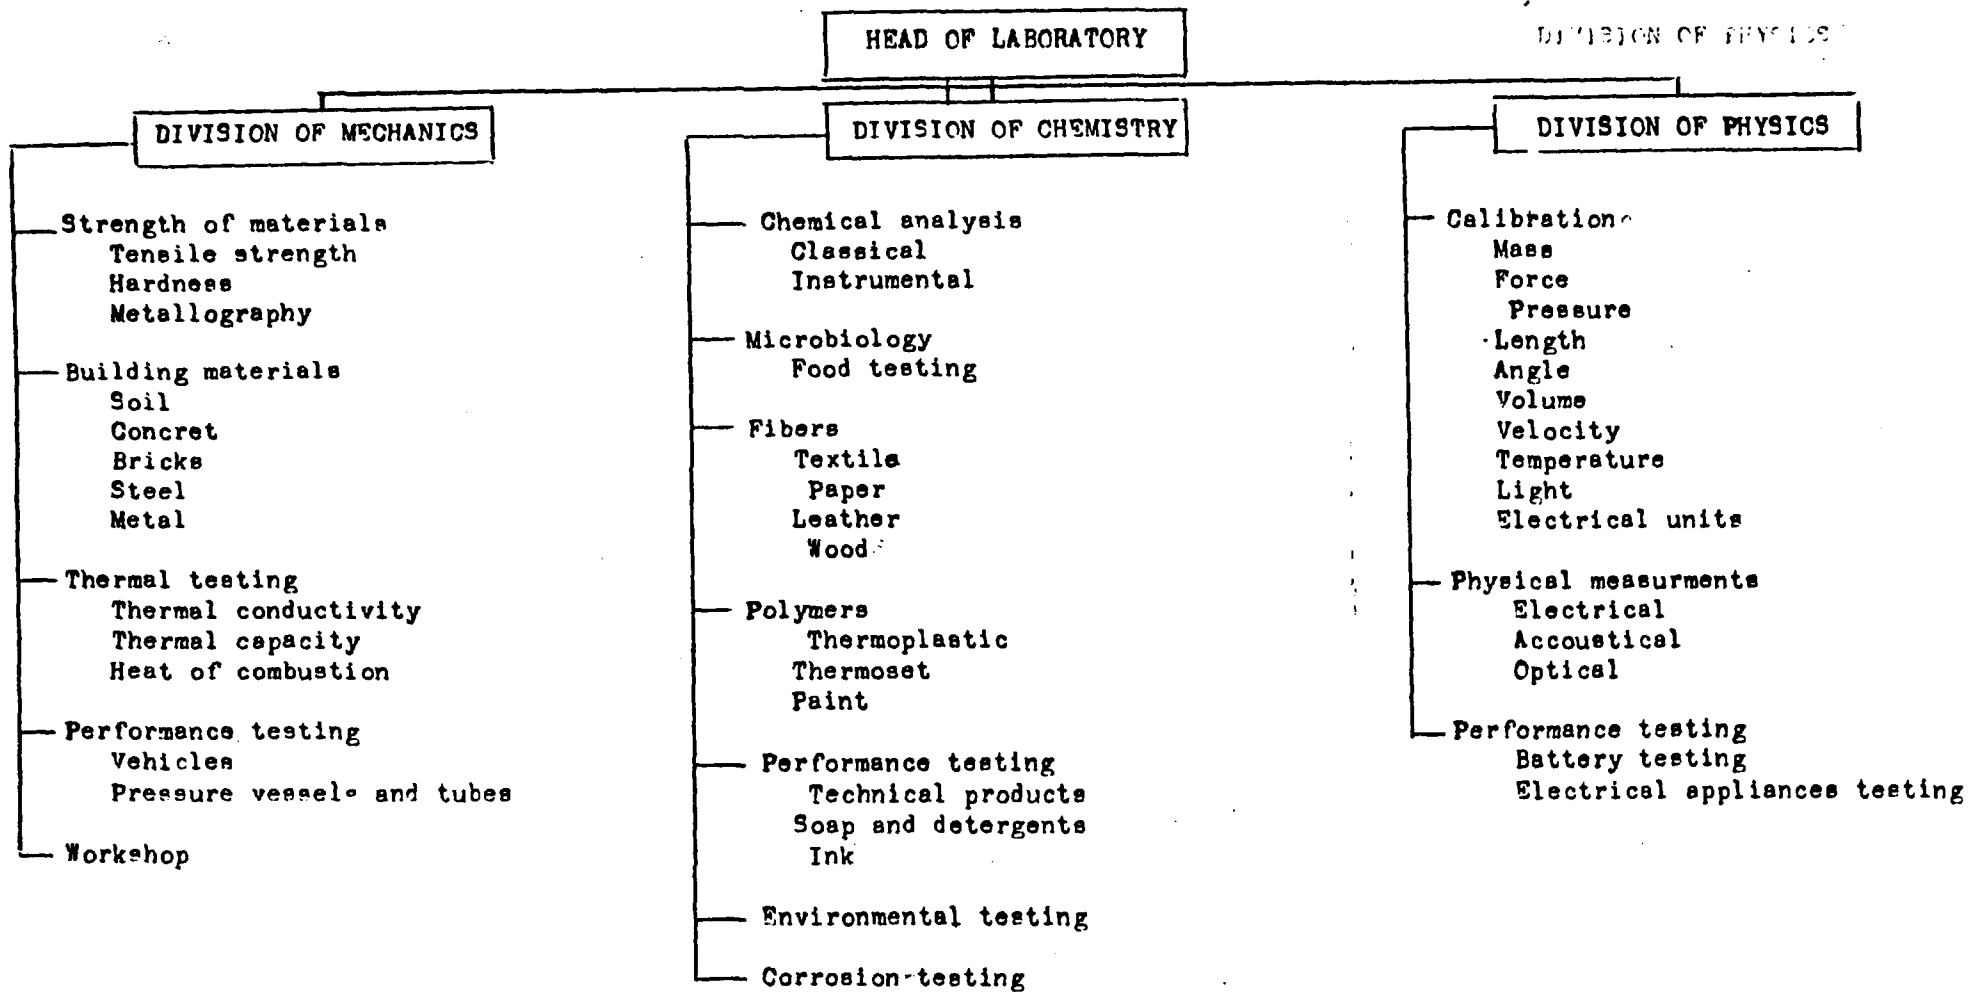 HEAD OF LABORATORY
DIVISION OF PHYSICS
DIVISION OF MECHANICS
Strength of materials
Tensile strength
Hardness
Metallography
Building materials
Soil
Concret
Bricks
Steel
Metal
Thermal testing
Thermal conductivity
Thermal capacity
Heat of combustion
Performance testing
Vehicles
Pressure vessels and tubes
Workshop
DIVISION OF CHEMISTRY
Chemical analysis
Classical
Instrumental
Microbiology
Food testing
Fibers
Textile
Paper
Leather
Wood
Polymers
Thermoplastic
Thermoset
Paint
Performance testing
Technical products
Soap and detergents
Ink
Environmental testing
Corrosion testing
DIVISION OF PHYSICS
Calibration
Mass
Force
Pressure
Length
Angle
Volume
Velocity
Temperature
Light
Electrical units
Physical measurments
Electrical
Accoustical
Optical
Performance testing
Battery testing
Electrical appliances testing